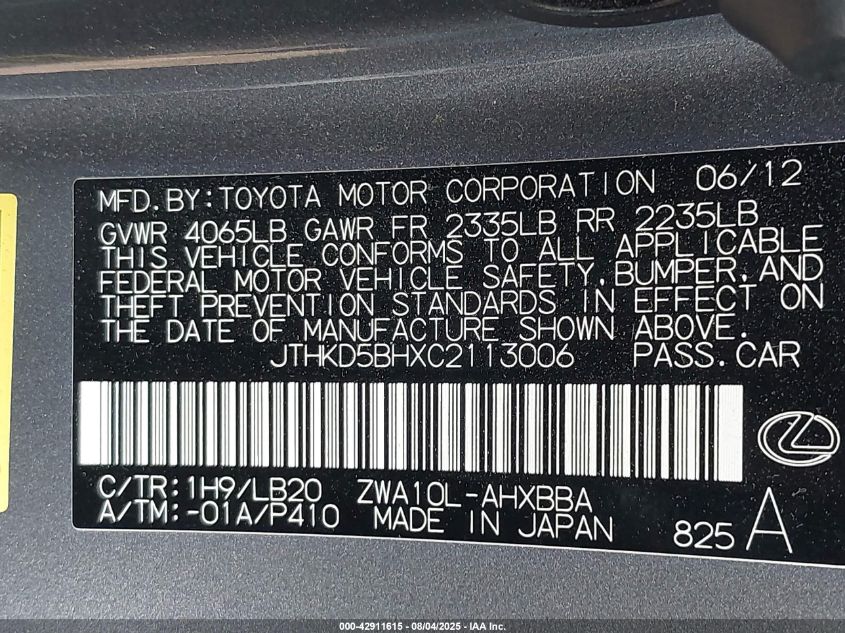 MFD.BY:TOYOTA MOTOR CORPORATION 06/12
GVWR 4065LB GAWR FR 2335LB RR 2235LB
THIS VEHICLE CONFORMS TO ALL APPLICABLE
FEDERAL MOTOR VEHICLE SAFETY,BUMPER,AND
THEFT PREVENTION STANDARDS IN EFFECT ON
THE DATE OF MANUFACTURE SHOWN ABOVE.
JTHKD5BHXC2113006 PASS.CAR
C/TR:1H9/LB20 ZWA10L-AHXBBA
A/TM:-01A/P410 MADE IN JAPAN 825 A
000-42911615 - 08/04/2025 - IAA Inc.